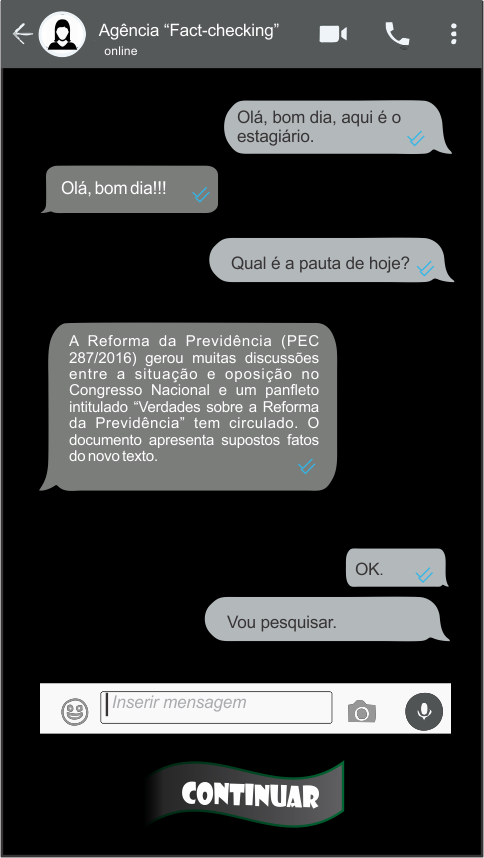 Agência “Fact-checking”
online
Olá, bom dia, aqui é o
estagiário.
Olá, bom dia!!!
Qual é a pauta de hoje?
A Reforma da Previdência (PEC
287/2016) gerou muitas discussões
entre a situação e oposição no
Congresso Nacional e um panfleto
intitulado “Verdades sobre a Reforma
da Previdência” tem circulado. O
documento apresenta supostos fatos
do novo texto.
OK.
Vou pesquisar.
Inserir mensagem
CONTINUAR